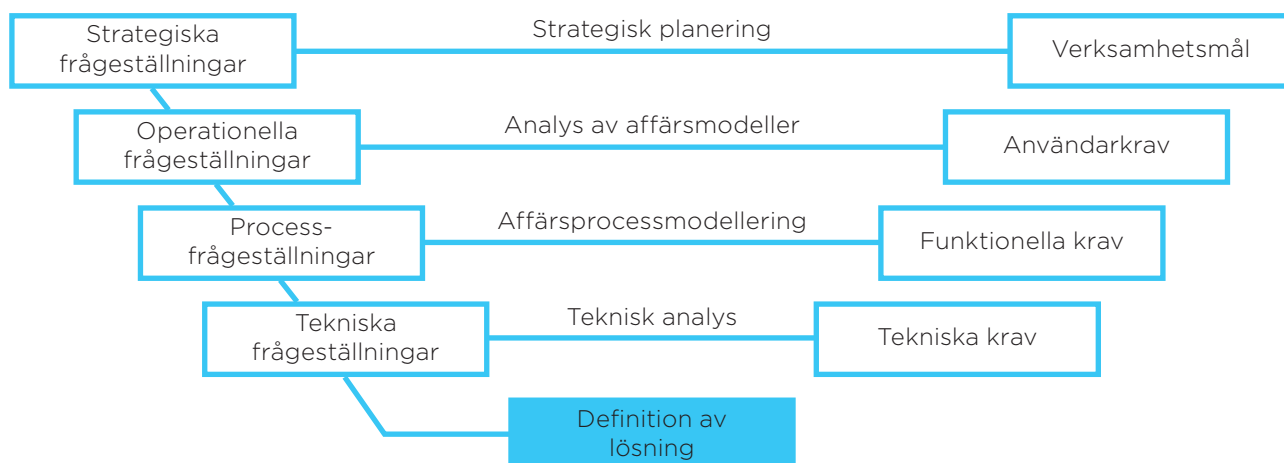 Strategiska
frågeställningar
Strategisk planering
Verksamhetsmål
Operationella
frågeställningar
Analys av affärsmodeller
Användarkrav
Process-
frågeställningar
Affärsprocessmodellering
Funktionella krav
Tekniska
frågeställningar
Teknisk analys
Tekniska krav
Definition av
lösning